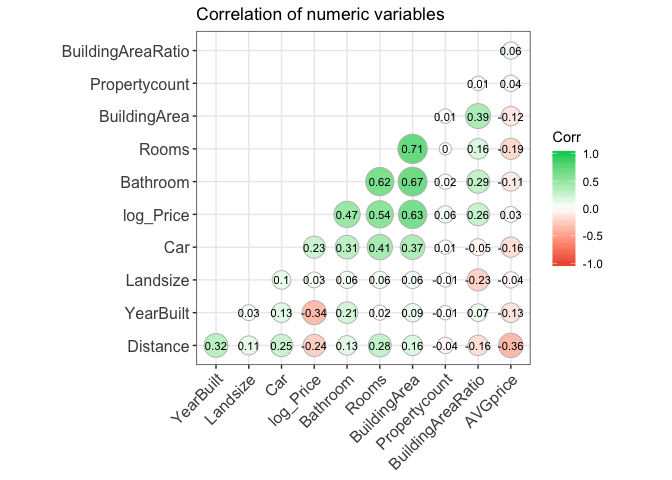 Correlation of numeric variables
BuildingAreaRatio 0.06
Propertycount 0.01 0.04
BuildingArea 0.01 0.39 -0.12
Rooms 0.71 0 0.16 -0.19
Bathroom 0.62 0.67 0.02 0.29 -0.11
log_Price 0.47 0.54 0.63 0.06 0.26 0.03
Car 0.23 0.31 0.41 0.37 0.01 -0.05 -0.16
Landsize 0.1 0.03 0.06 0.06 0.06 -0.01 -0.23 -0.04
YearBuilt 0.03 0.13 -0.34 0.21 0.02 0.09 -0.01 0.07 -0.13
Distance 0.32 0.11 0.25 -0.24 0.13 0.28 0.16 -0.04 -0.16 -0.36
YearBuilt
Landsize
Car
log_Price
Bathroom
Rooms
BuildingArea
Propertycount
BuildingAreaRatio
AVGprice
Corr
1.0
0.5
0.0
-0.5
-1.0